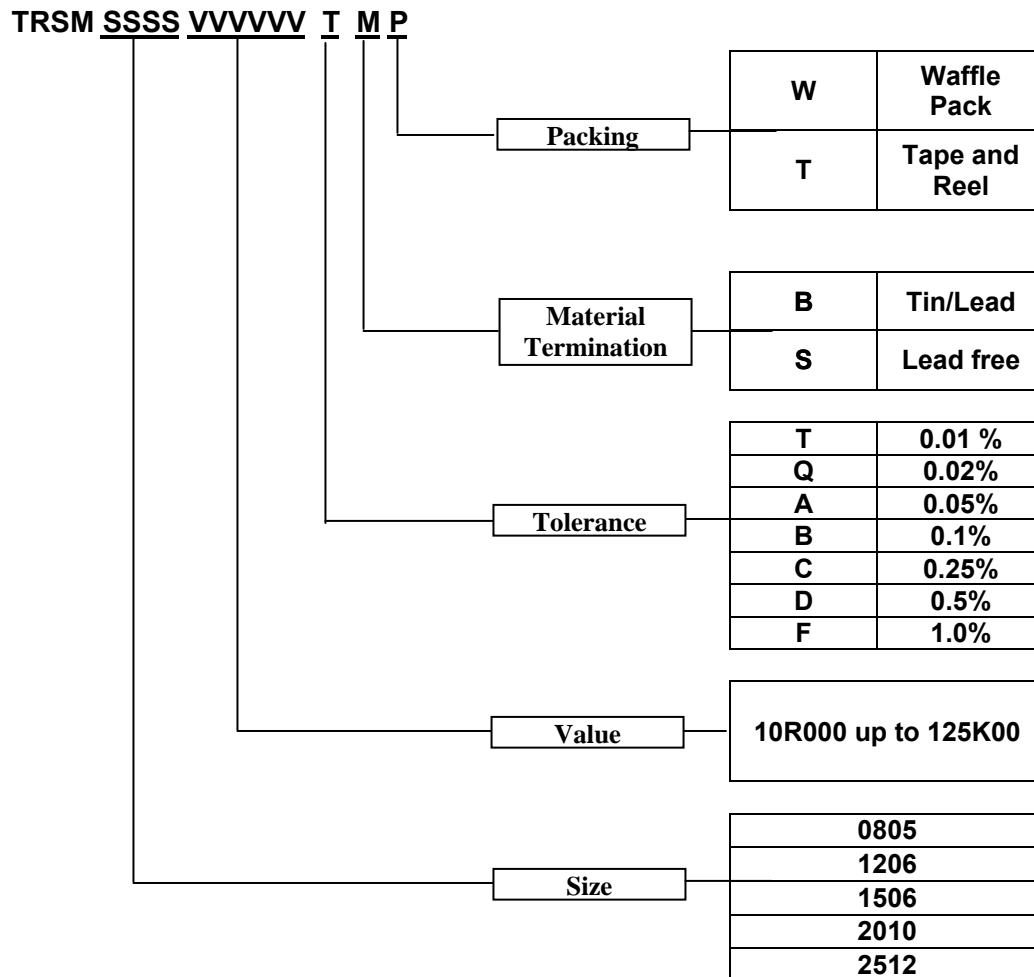 TRSM SSSS VVVVVV T M P
Packing
W
Waffle
Pack
T
Tape and
Reel
Material
Termination
B
Tin/Lead
S
Lead free
Tolerance
T 0.01 %
Q 0.02%
A 0.05%
B 0.1%
C 0.25%
D 0.5%
F 1.0%
Value
10R000 up to 125K00
Size
0805
1206
1506
2010
2512